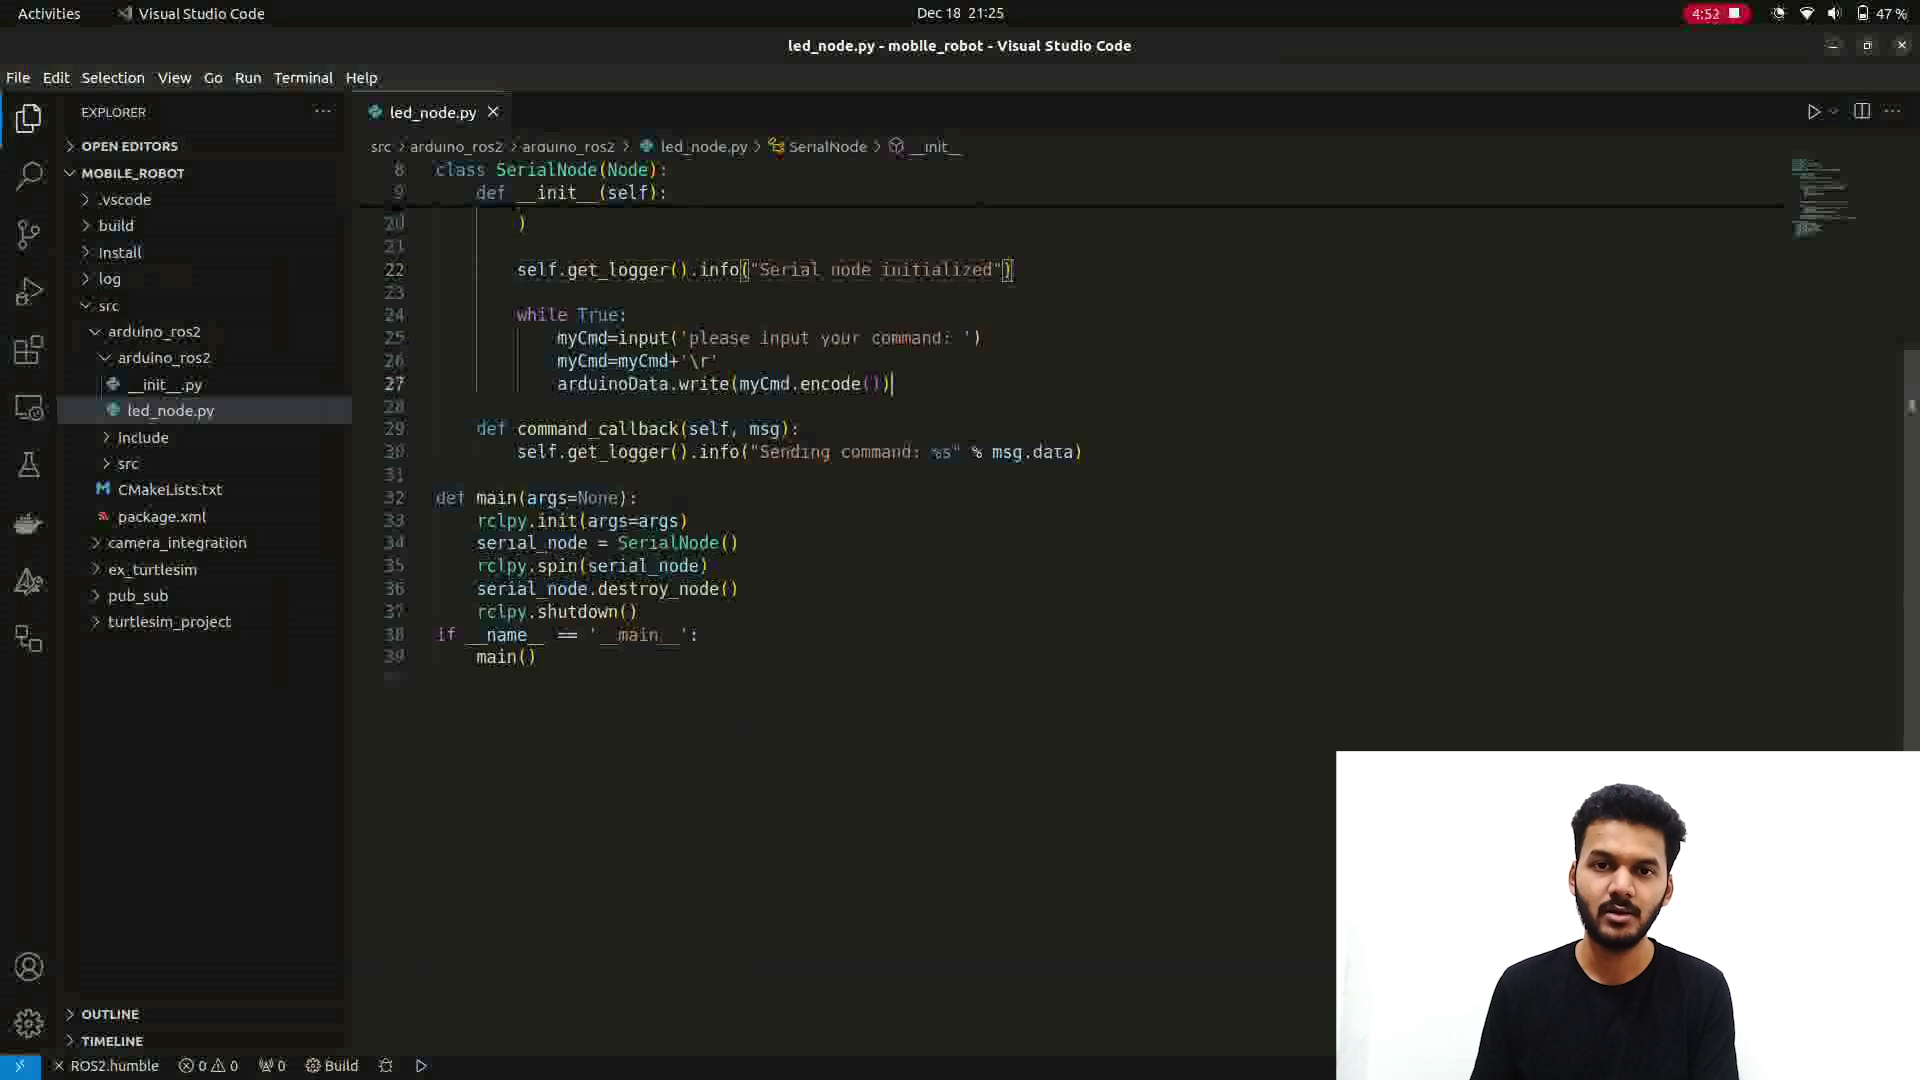 Activities
Visual Studio Code
Dec 18 21:25
4:52
47 %
led_node.py - mobile_robot - Visual Studio Code
File Edit Selection View Go Run Terminal Help
EXPLORER
OPEN EDITORS
MOBILE_ROBOT
.vscode
build
install
log
src
arduino_ros2
arduino_ros2
__init__.py
led_node.py
include
src
CMakeLists.txt
package.xml
camera_integration
ex_turtlesim
pub_sub
turtlesim_project
OUTLINE
TIMELINE
led_node.py
src > arduino_ros2 > arduino_ros2 > led_node.py > SerialNode > __init__
8 class SerialNode(Node):
9 def __init__(self):
20 )
21
22 self.get_logger().info("Serial node initialized")
23
24 while True:
25 myCmd=input('please input your command: ')
26 myCmd=myCmd+'\r'
27 arduinoData.write(myCmd.encode())
28
29 def command_callback(self, msg):
30 self.get_logger().info("Sending command: %s" % msg.data)
31
32 def main(args=None):
33 rclpy.init(args=args)
34 serial_node = SerialNode()
35 rclpy.spin(serial_node)
36 serial_node.destroy_node()
37 rclpy.shutdown()
38 if __name__ == '__main__':
39 main()
ROS2.humble 0 0 0 Build